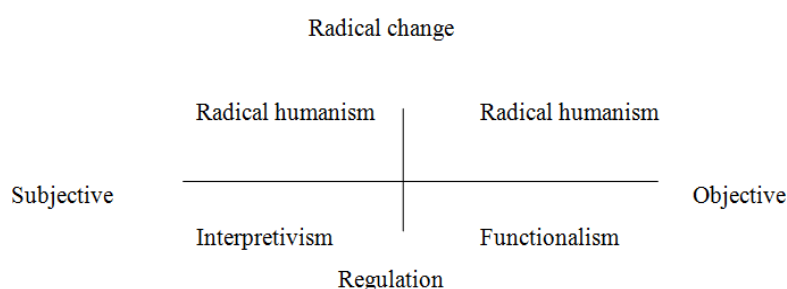 Radical change
Radical humanism Radical humanism
Subjective Objective
Interpretivism Functionalism
Regulation